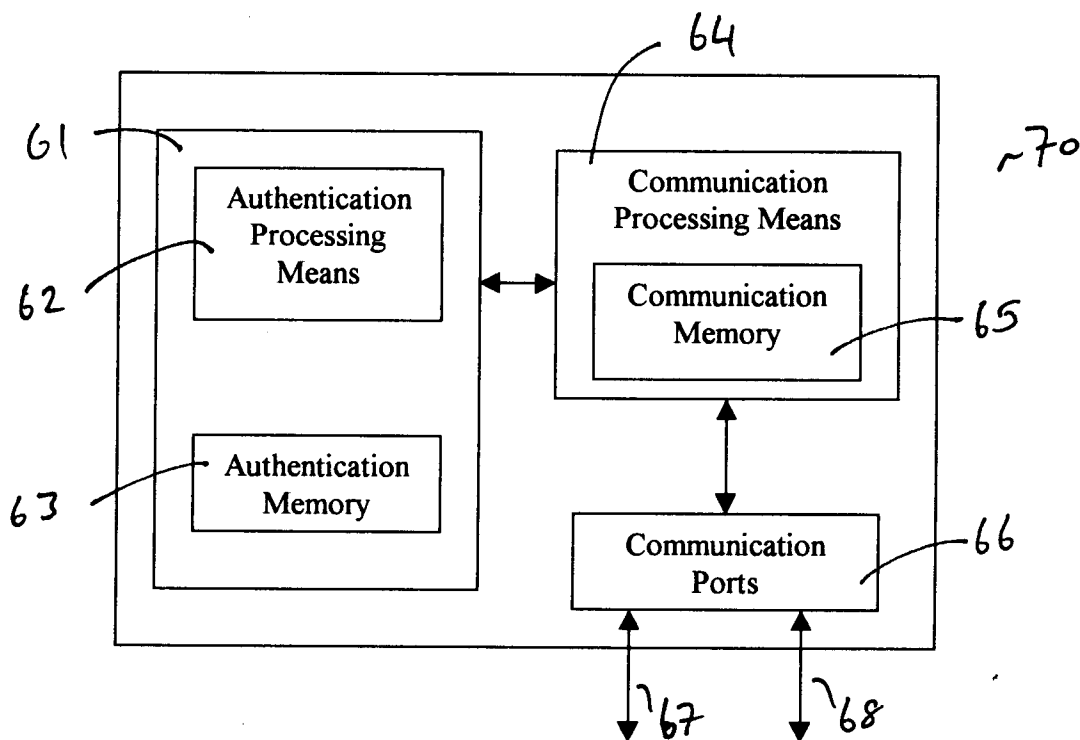 64
61
~70
Authentication
Processing
Means
Communication
Processing Means
62
Communication
Memory
65
Authentication
Memory
63
Communication
Ports
66
67
68